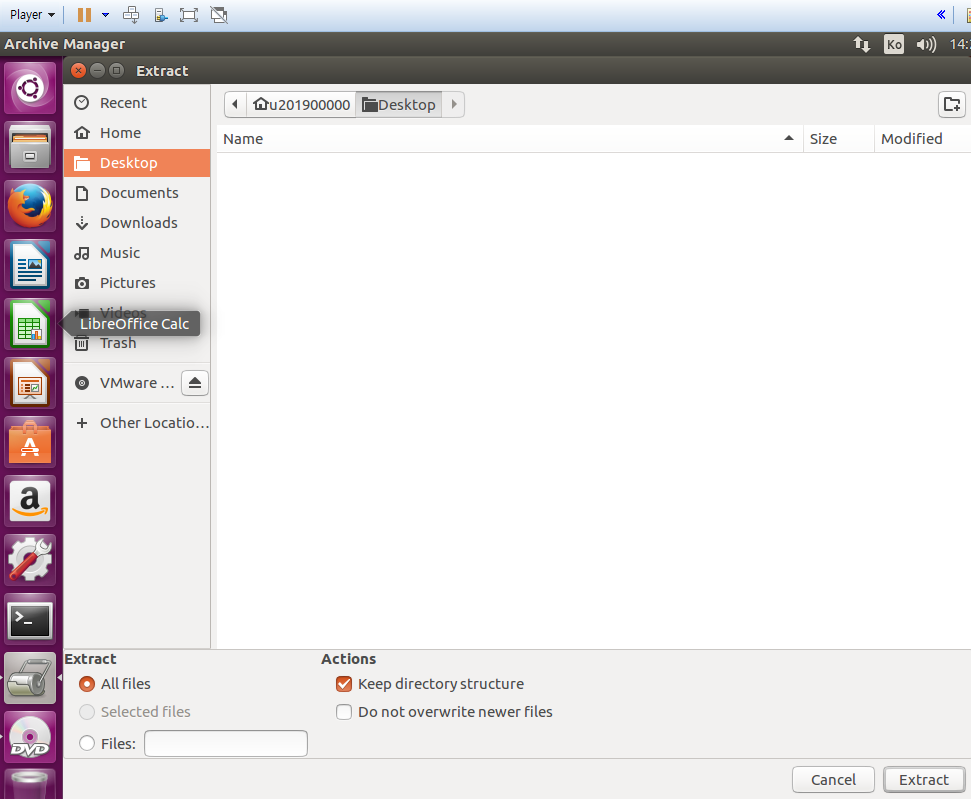 Player
Archive Manager
Ko
14:
Extract
Recent
Home
Desktop
Documents
Downloads
Music
Pictures
Videos
LibreOffice Calc
Trash
VMware ...
Other Locatio...
u201900000
Desktop
Name
Size
Modified
Extract
All files
Selected files
Files:
Actions
Keep directory structure
Do not overwrite newer files
Cancel
Extract
A
a
>_
DVD